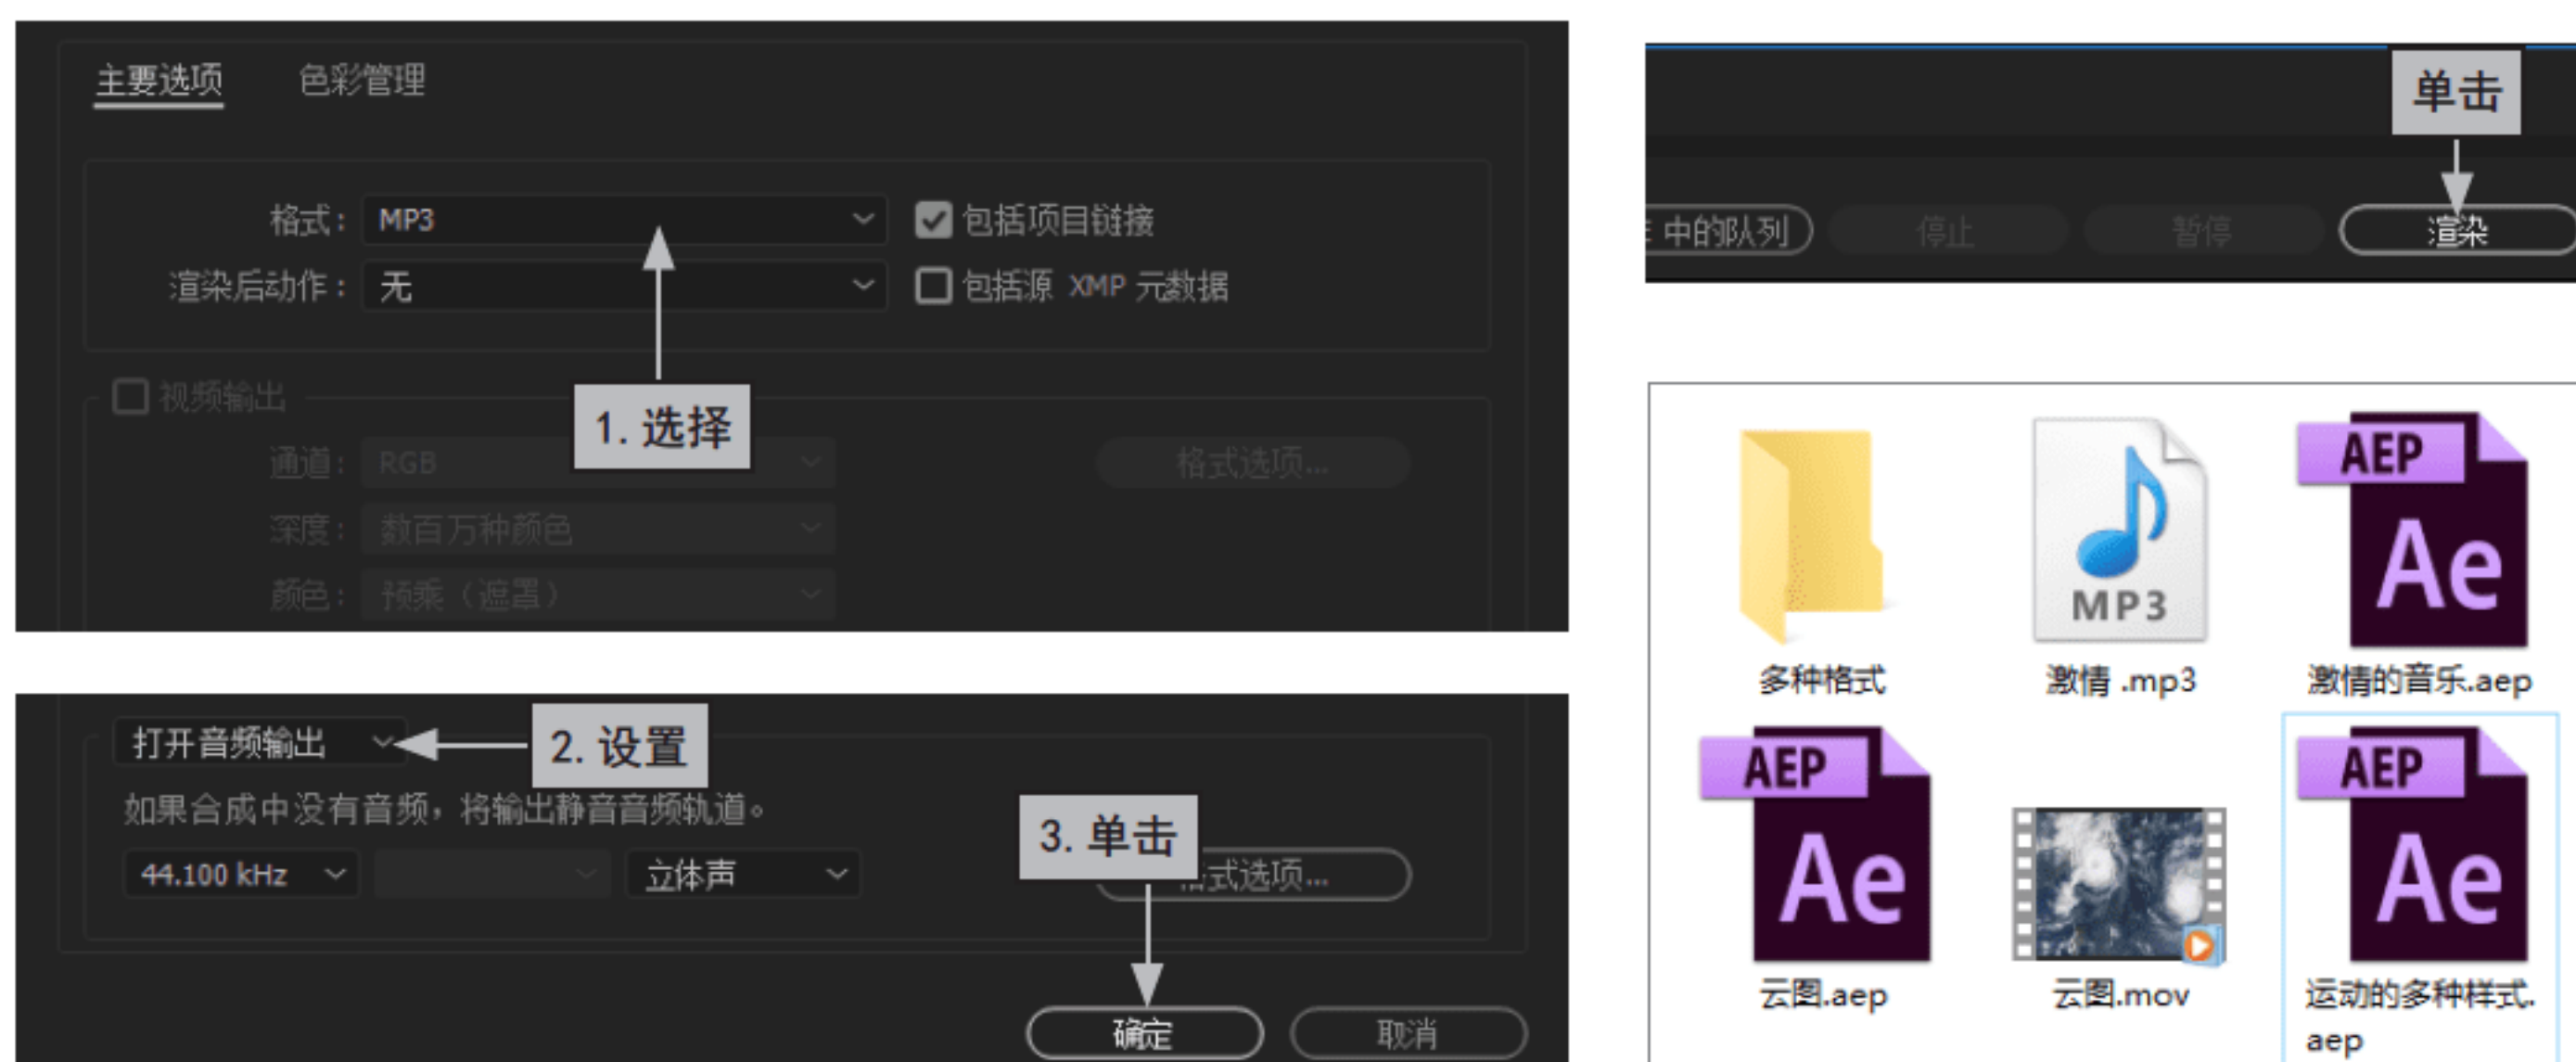 主要选项 色彩管理
格式： MP3 包括项目链接
渲染后动作： 无 包括源 XMP 元数据
视频输出
1. 选择
通道： RGB 格式选项...
深度： 数百万种颜色
颜色： 预乘（遮罩）
打开音频输出 2. 设置
如果合成中没有音频，将输出静音音频轨道。
3. 单击
44.100 kHz 立体声 式选项...
确定 取消
单击
中的队列 停止 暂停 渲染
MP3
AEP
Ae
多种格式 激情 .mp3 激情的音乐.aep
AEP
Ae
AEP
Ae
云图.aep 云图.mov 运动的多种样式.
aep